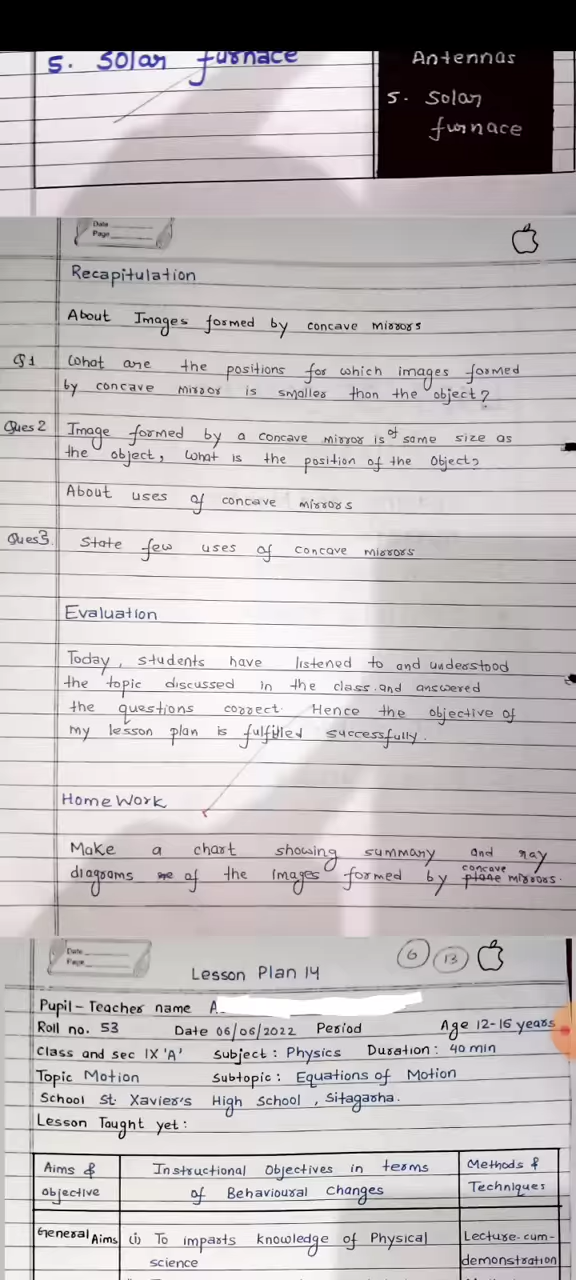 5. Solar furnace
Antennas
5. Solar
furnace
Date
Page
Recapitulation
About Images formed by concave mirrors
Q1 What are the positions for which images formed
by concave mirror is smaller than the object?
Ques 2 Image formed by a concave mirror is of same size as
the object, what is the position of the Object?
About uses of concave mirrors
Ques 3. State few uses of concave mirrors
Evaluation
Today, students have listened to and understood
the topic discussed in the class and answered
the questions correct. Hence the objective of
my lesson plan is fulfilled successfully.
Home Work
Make a chart showing summary and ray
diagrams of the images formed by concave mirrors.
Date
Page
6 13
Lesson Plan 14
Pupil-Teacher name A
Roll no. 53 Date 06/06/2022 Period Age 12-16 years
Class and sec IX 'A' Subject: Physics Duration: 40 min
Topic Motion Subtopic: Equations of Motion
School St. Xavier's High School, Sitagarha.
Lesson Taught yet:
Aims & Instructional Objectives in terms Methods &
objective of Behavioural Changes Techniques
General Aims (i) To imparts knowledge of Physical Lecture-cum-
science demonstration